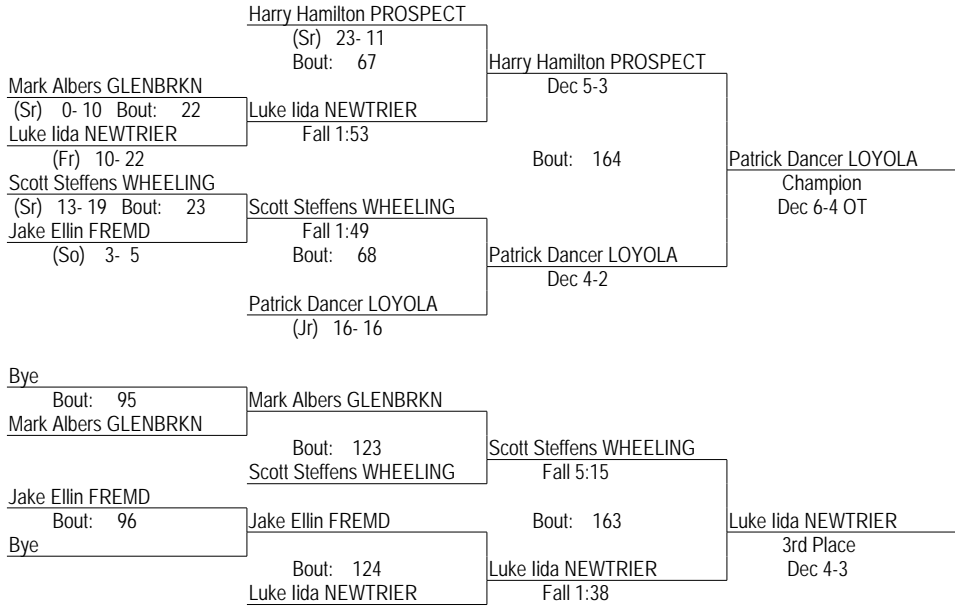 Harry Hamilton PROSPECT
(Sr) 23- 11
Bout: 67
Harry Hamilton PROSPECT
Dec 5-3
Mark Albers GLENBRKN
(Sr) 0- 10 Bout: 22
Luke Iida NEWTRIER
Luke Iida NEWTRIER
Fall 1:53
(Fr) 10- 22
Bout: 164
Patrick Dancer LOYOLA
Champion
Dec 6-4 OT
Scott Steffens WHEELING
(Sr) 13- 19 Bout: 23
Scott Steffens WHEELING
Jake Ellin FREMD
Fall 1:49
(So) 3- 5
Bout: 68
Patrick Dancer LOYOLA
Dec 4-2
Patrick Dancer LOYOLA
(Jr) 16- 16
Bye
Bout: 95
Mark Albers GLENBRKN
Mark Albers GLENBRKN
Bout: 123
Scott Steffens WHEELING
Scott Steffens WHEELING
Fall 5:15
Jake Ellin FREMD
Bout: 96
Jake Ellin FREMD
Bye
Bout: 163
Luke Iida NEWTRIER
3rd Place
Dec 4-3
Bout: 124
Luke Iida NEWTRIER
Luke Iida NEWTRIER
Fall 1:38